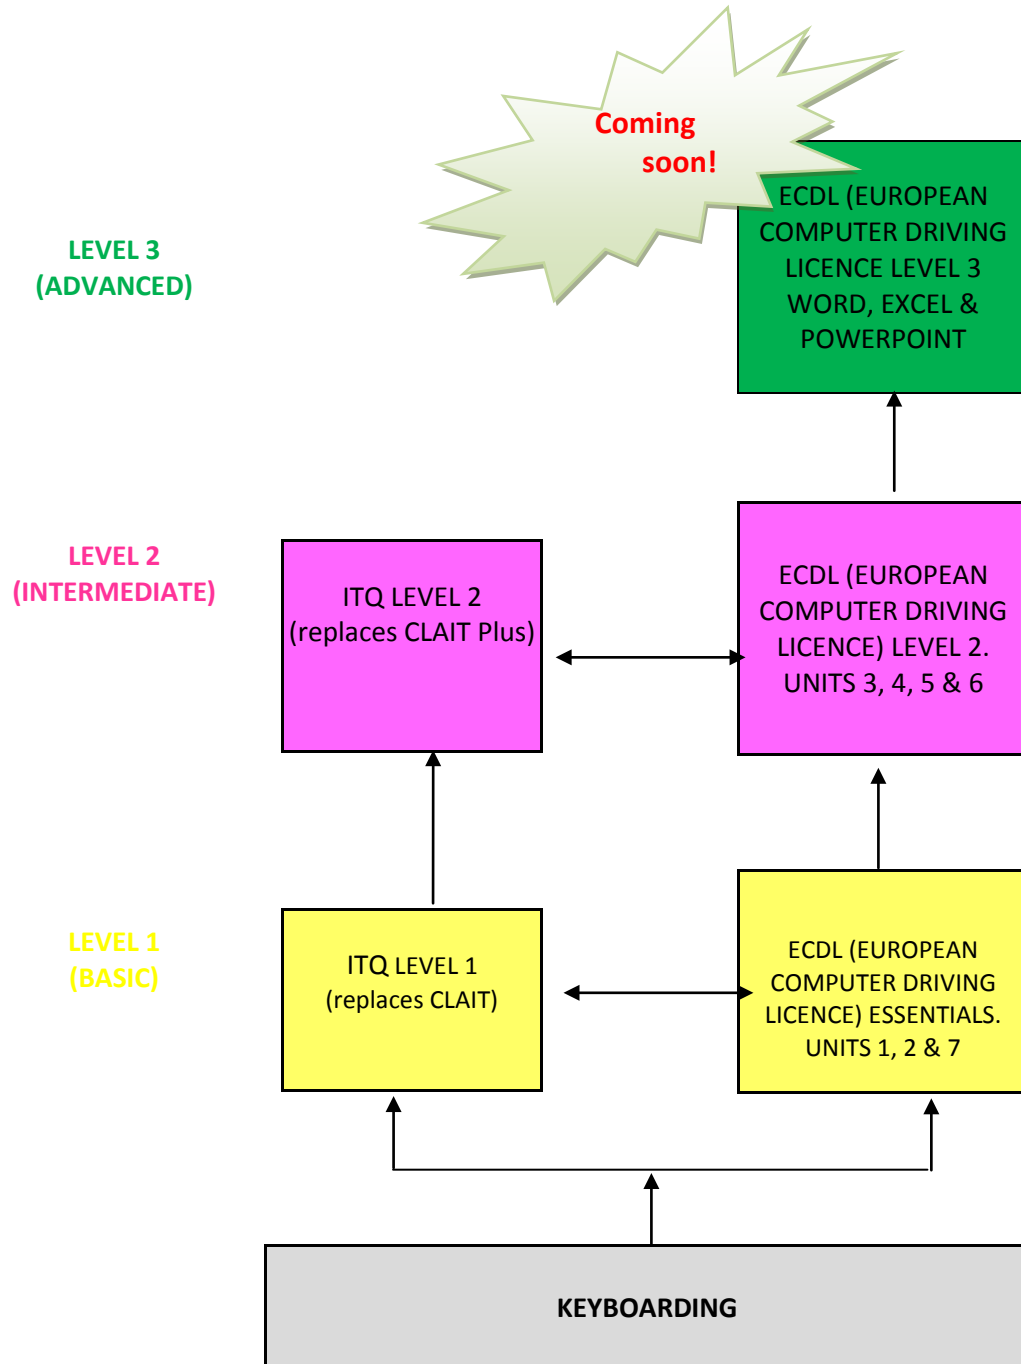 Coming
soon!
ECDL (EUROPEAN
COMPUTER DRIVING
LICENCE LEVEL 3
WORD, EXCEL &
POWERPOINT
LEVEL 3
(ADVANCED)
LEVEL 2
(INTERMEDIATE)
ITQ LEVEL 2
(replaces CLAIT Plus)
ECDL (EUROPEAN
COMPUTER DRIVING
LICENCE) LEVEL 2.
UNITS 3, 4, 5 & 6
LEVEL 1
(BASIC)
ITQ LEVEL 1
(replaces CLAIT)
ECDL (EUROPEAN
COMPUTER DRIVING
LICENCE) ESSENTIALS.
UNITS 1, 2 & 7
KEYBOARDING